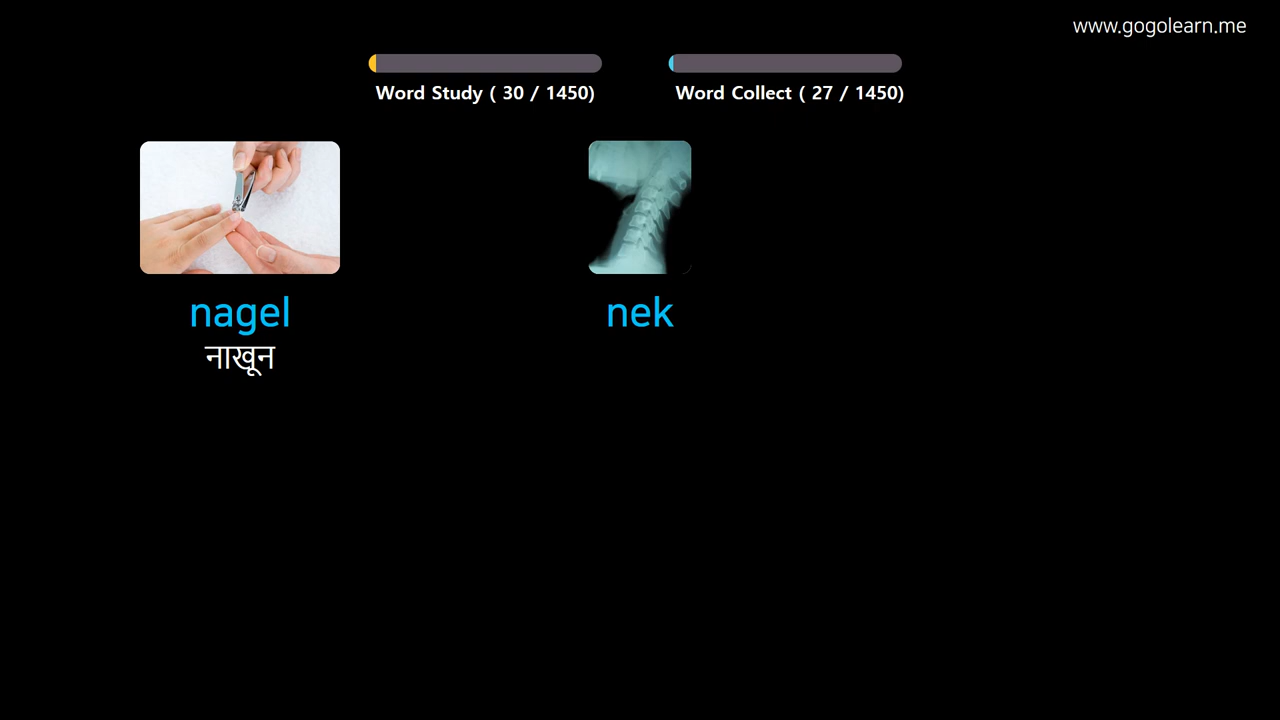 www.gogolearn.me
Word Study ( 30 / 1450)
Word Collect ( 27 / 1450)
nagel
नाखून
nek